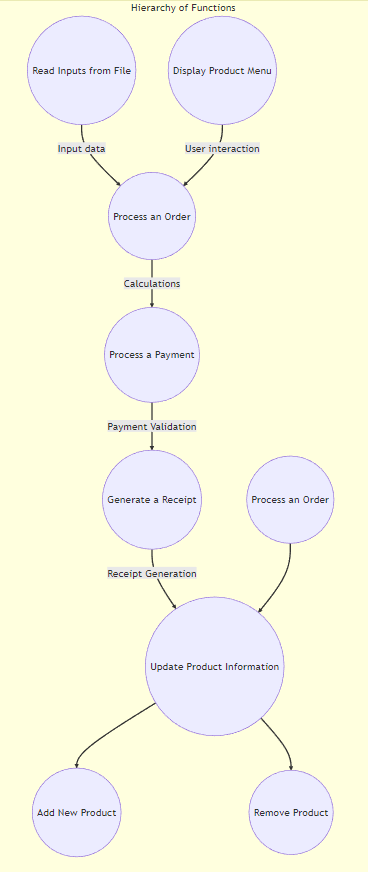 Hierarchy of Functions
Read Inputs from File
Display Product Menu
Input data
User interaction
Process an Order
Calculations
Process a Payment
Payment Validation
Generate a Receipt
Process an Order
Receipt Generation
Update Product Information
Add New Product
Remove Product